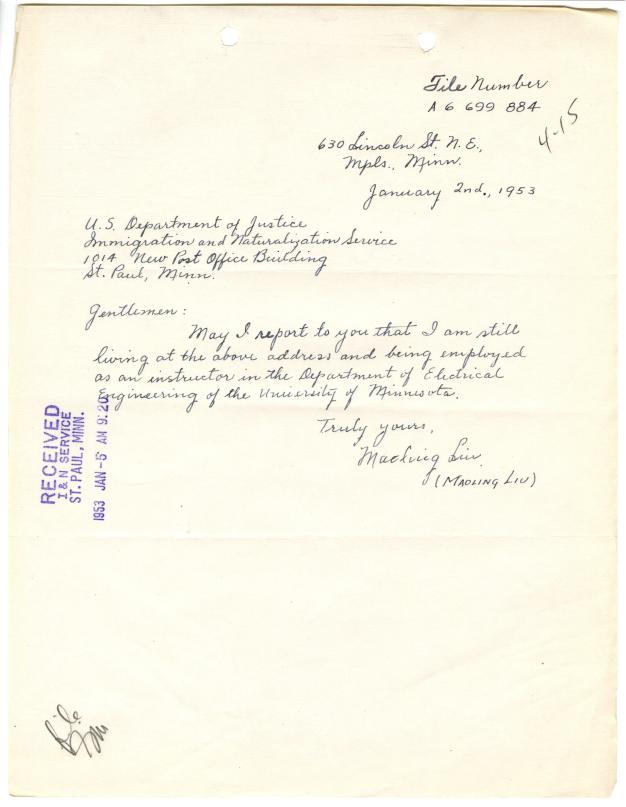 File Number
A 6 699 884
4-15
630 Lincoln St. N.E.,
Mpls., Minn.
January 2nd., 1953
U.S. Department of Justice
Immigration and Naturalization Service
1014 New Post Office Building
St. Paul, Minn.
Gentlemen:
May I report to you that I am still
living at the above address and being employed
as an instructor in the Department of Electrical
Engineering of the University of Minnesota.
Truly yours,
Maoling Liu
(MAOLING LIU)
RECEIVED
I & N SERVICE
ST. PAUL, MINN.
1953 JAN -5 AM 9:20
file